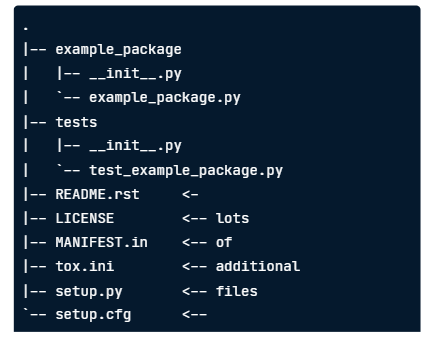 .
|-- example_package
|   |-- __init__.py
|   `-- example_package.py
|-- tests
|   |-- __init__.py
|   `-- test_example_package.py
|-- README.rst     <-
|-- LICENSE        <-- lots
|-- MANIFEST.in    <-- of
|-- tox.ini        <-- additional
|-- setup.py       <-- files
`-- setup.cfg      <--